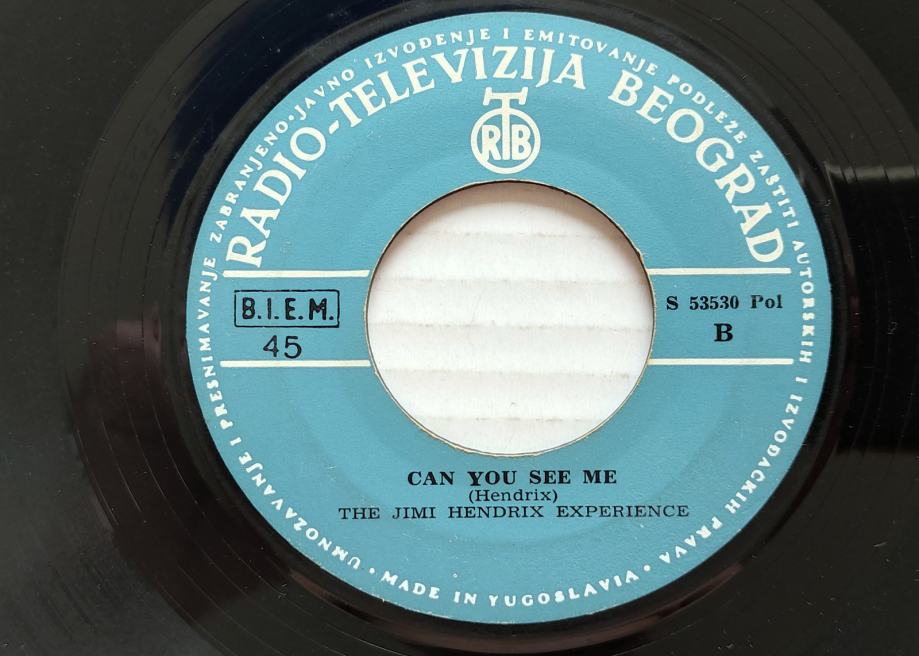 UMNOZAVANJE I PRESNIMAVANJE ZABRANJENO • JAVNO IZVOĐENJE I EMITOVANJE PODLEŽE ZAŠTITI AUTORSKIH I IZVOĐAČKIH PRAVA •
RADIO-TELEVIZIJA BEOGRAD
RTB
B.I.E.M.
45
S 53530 Pol
B
CAN YOU SEE ME
(Hendrix)
THE JIMI HENDRIX EXPERIENCE
MADE IN YUGOSLAVIA •